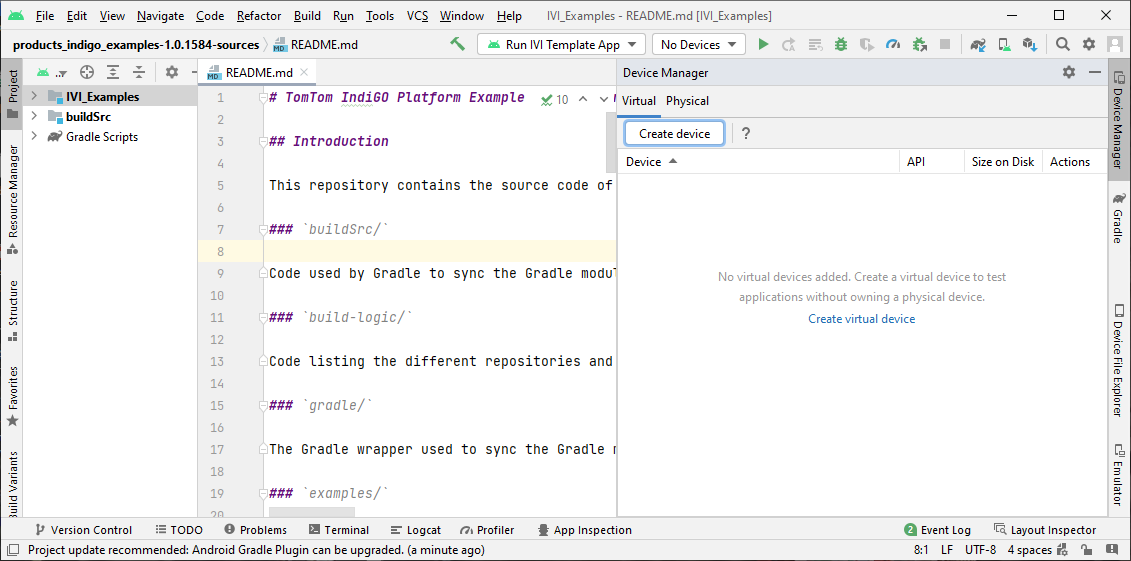 File Edit View Navigate Code Refactor Build Run Tools VCS Window Help IVI_Examples - README.md [IVI_Examples]
products_indigo_examples-1.0.1584-sources README.md Run IVI Template App No Devices
Project
Resource Manager
Structure
Favorites
Build Variants
IVI_Examples
buildSrc
Gradle Scripts
README.md
10
1 # TomTom IndiGO Platform Example
2
3 ## Introduction
4
5 This repository contains the source code of
6
7 ### `buildSrc/`
8
9 Code used by Gradle to sync the Gradle modul
10
11 ### `build-logic/`
12
13 Code listing the different repositories and
14
15 ### `gradle/`
16
17 The Gradle wrapper used to sync the Gradle m
18
19 ### `examples/`
20
Device Manager
Virtual Physical
Create device ?
Device API Size on Disk Actions
No virtual devices added. Create a virtual device to test
applications without owning a physical device.
Create virtual device
Device Manager
Gradle
Device File Explorer
Emulator
Version Control TODO Problems Terminal Logcat Profiler App Inspection 2 Event Log Layout Inspector
Project update recommended: Android Gradle Plugin can be upgraded. (a minute ago) 8:1 LF UTF-8 4 spaces